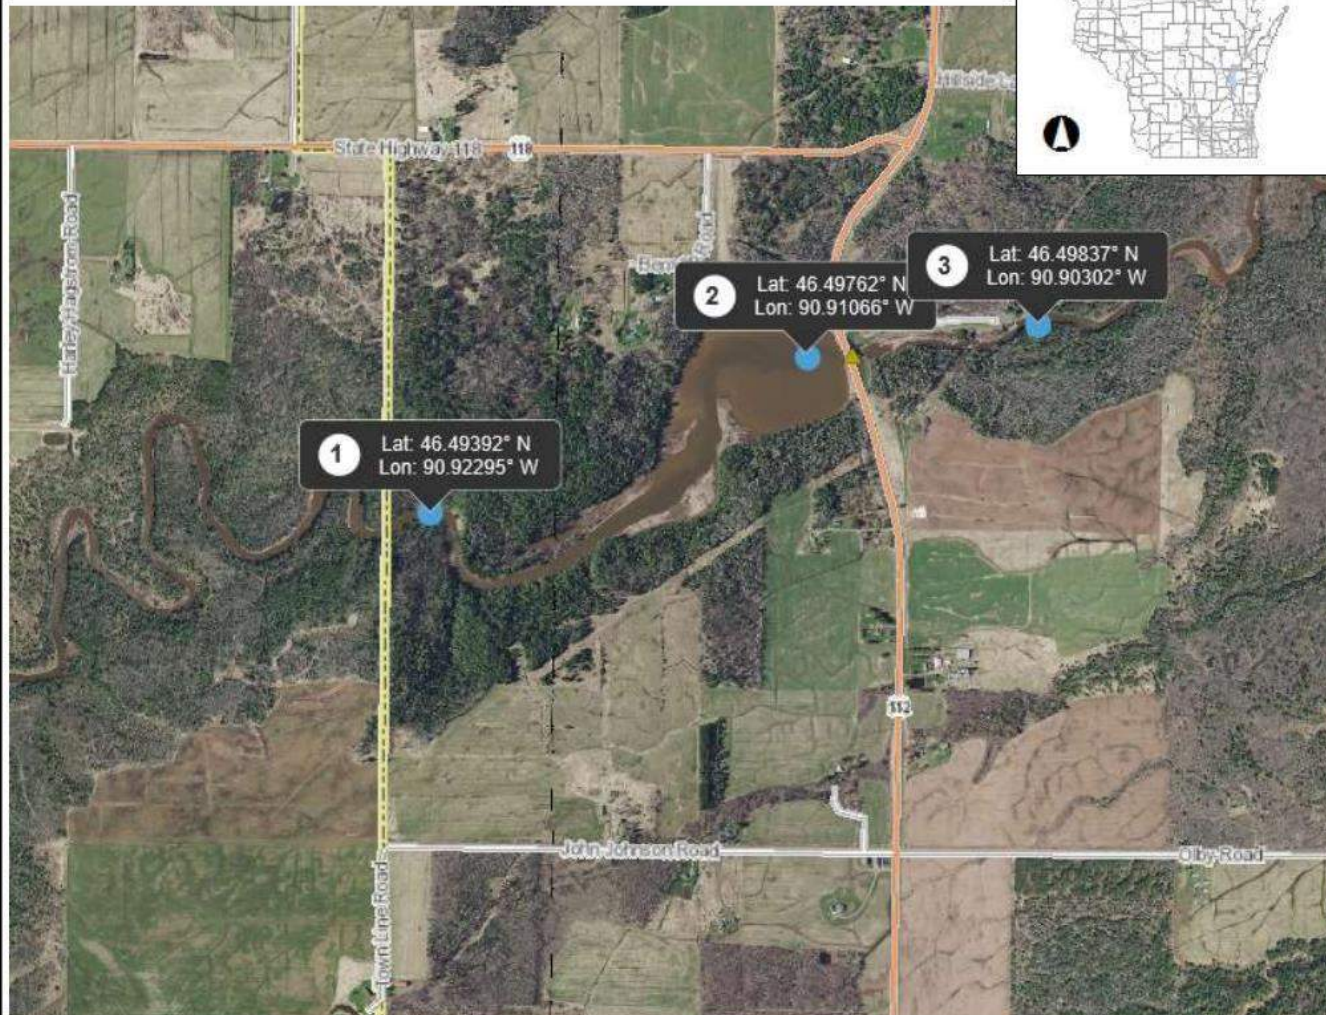 Hillside
State Highway 118
118
Harley Hagstrom Road
Road
3
Lat: 46.49837° N
Lon: 90.90302° W
2
Lat: 46.49762° N
Lon: 90.91066° W
1
Lat: 46.49392° N
Lon: 90.92295° W
112
John Johnson Road
Olby Road
Town Line Road